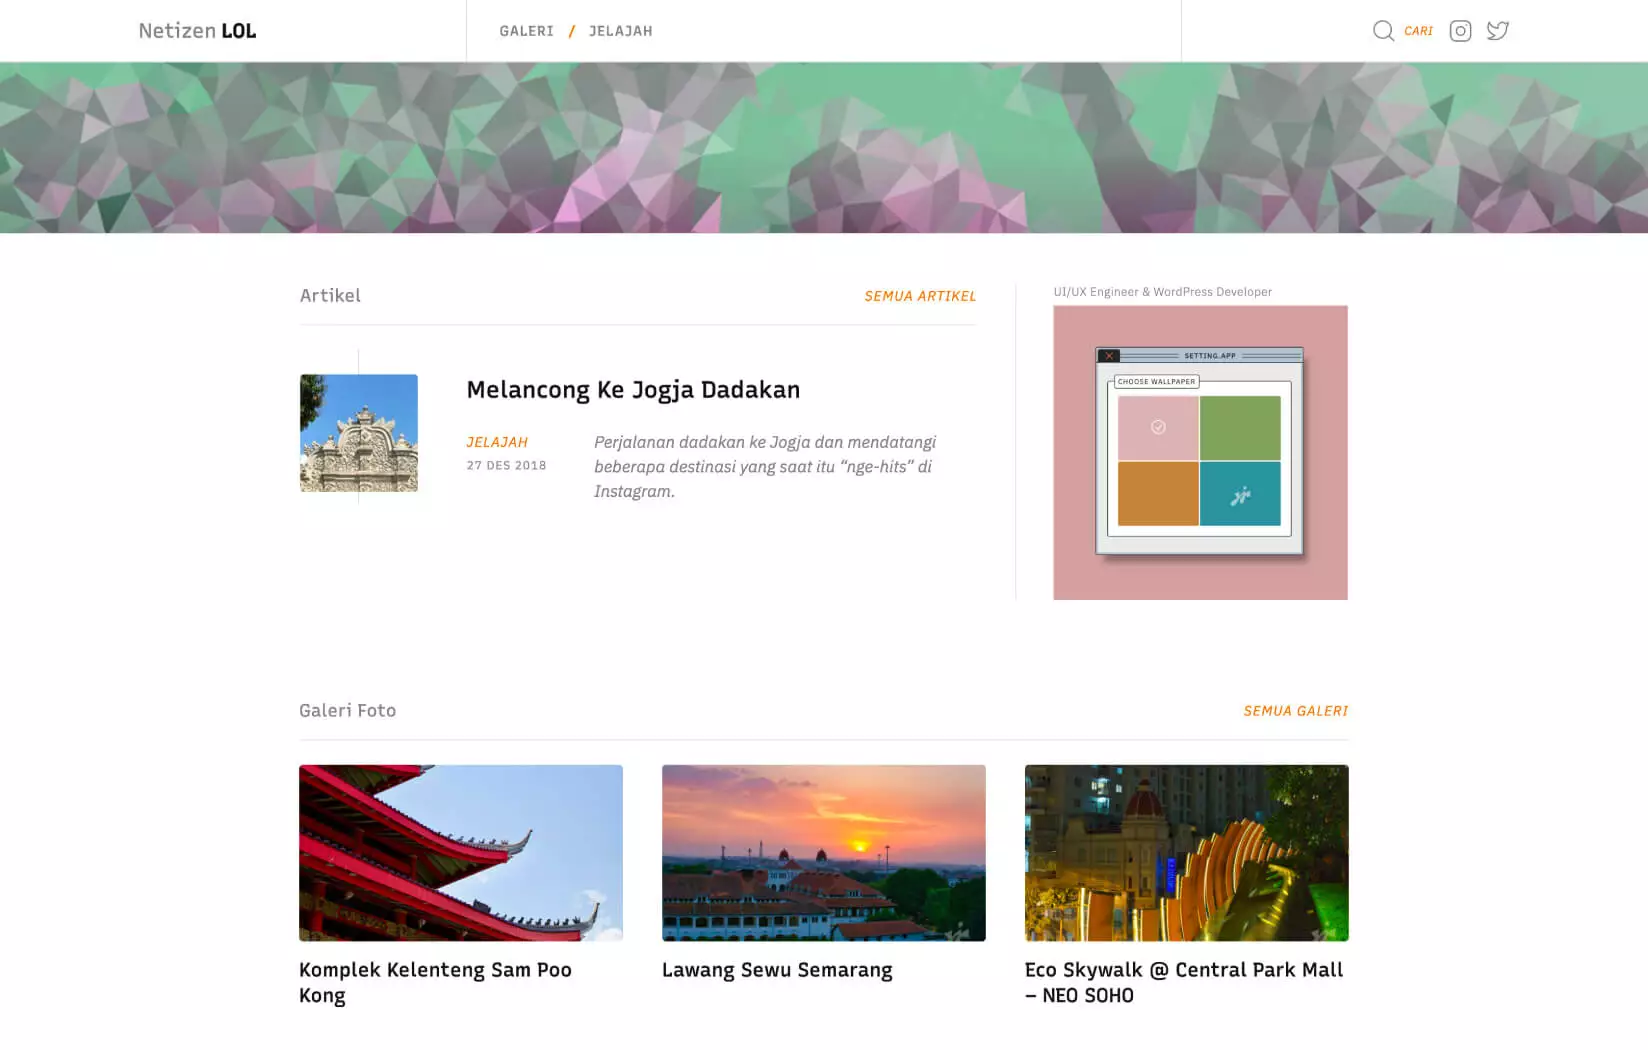 Netizen LOL
GALERI / JELAJAH
CARI
Artikel
SEMUA ARTIKEL
Melancong Ke Jogja Dadakan
JELAJAH
27 DES 2018
Perjalanan dadakan ke Jogja dan mendatangi
beberapa destinasi yang saat itu “nge-hits” di
Instagram.
UI/UX Engineer & WordPress Developer
SETTING.APP
CHOOSE WALLPAPER
Galeri Foto
SEMUA GALERI
Komplek Kelenteng Sam Poo
Kong
Lawang Sewu Semarang
Eco Skywalk @ Central Park Mall
– NEO SOHO